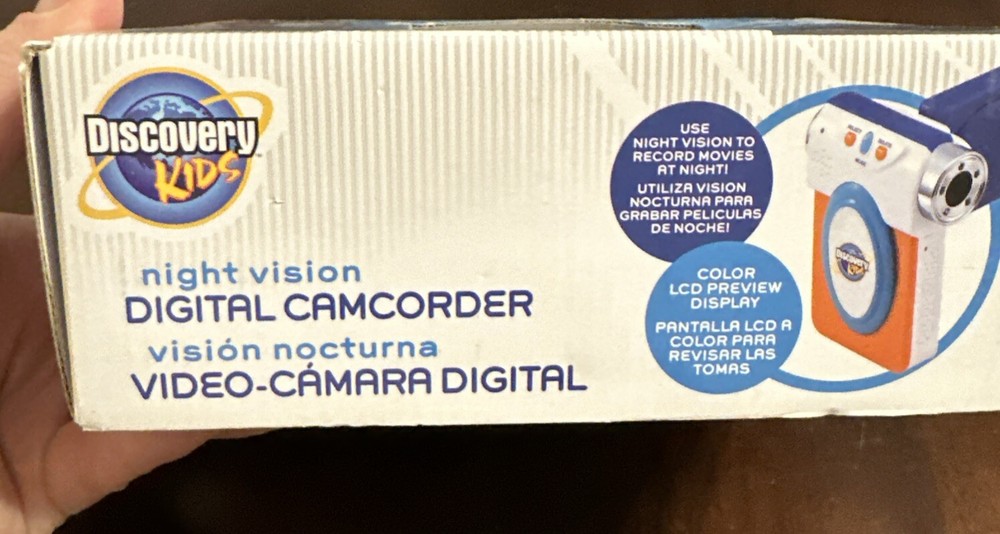 Discovery
KIDS
night vision
DIGITAL CAMCORDER
visión nocturna
VIDEO-CÁMARA DIGITAL
USE
NIGHT VISION TO
RECORD MOVIES
AT NIGHT!
UTILIZA VISION
NOCTURNA PARA
GRABAR PELICULAS
DE NOCHE!
COLOR
LCD PREVIEW
DISPLAY
PANTALLA LCD A
COLOR PARA
REVISAR LAS
TOMAS
Discovery
KIDS